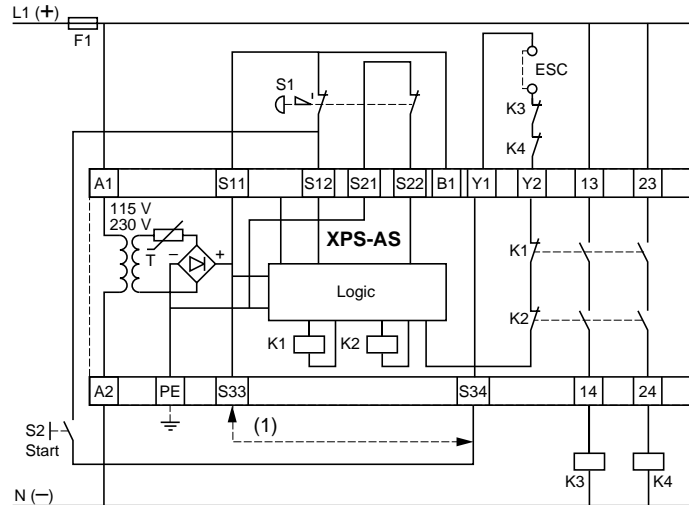 L1 (+)
F1
S1
ESC
K3
K4
A1 S11 S12 S21 S22 B1 Y1 Y2 13 23
115 V
230 V
T
– +
XPS-AS
Logic
K1
K2
K1 K2
A2 PE S33 S34 14 24
(1)
S2
Start
K3 K4
N (–)